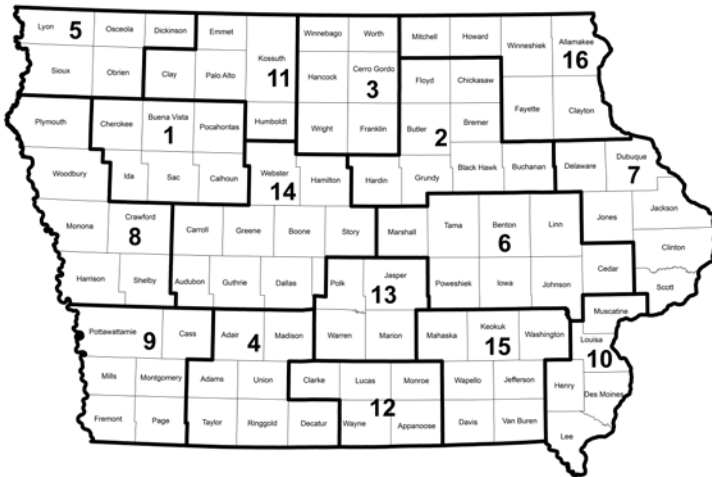 Lyon 5 Osceola Dickinson Emmet Winnebago Worth Mitchell Howard Winneshiek Allamakee
Kossuth
16
Sioux Obrien Clay Palo Alto 11 Hancock Cerro Gordo Floyd Chickasaw
3
Plymouth Cherokee Buena Vista Pocahontas Humboldt Wright Franklin Butler Bremer Fayette Clayton
1 2
Woodbury Ida Sac Calhoun Webster Hamilton Hardin Grundy Black Hawk Buchanan Delaware Dubuque
14 7
Monona Crawford Carroll Greene Boone Story Marshall Tama Benton Linn Jones Jackson
8 6
Clinton
Harrison Shelby Audubon Guthrie Dallas Polk Jasper Poweshiek Iowa Johnson Cedar Scott
13
Pottawattamie Cass Adair Madison Warren Marion Mahaska Keokuk Washington Muscatine
9 4 15 Louisa
10
Mills Montgomery Adams Union Clarke Lucas Monroe Wapello Jefferson Henry Des Moines
12
Fremont Page Taylor Ringgold Decatur Wayne Appanoose Davis Van Buren Lee